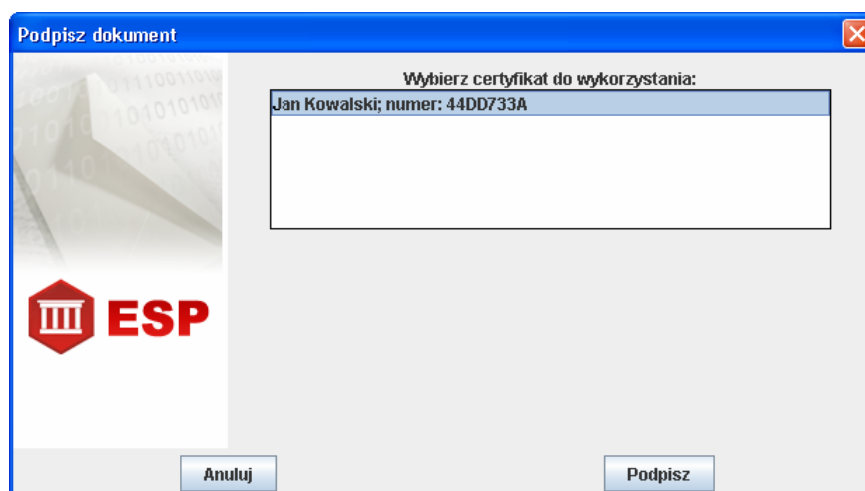 Podpisz dokument
Wybierz certyfikat do wykorzystania:
Jan Kowalski; numer: 44DD733A
ESP
Anuluj
Podpisz